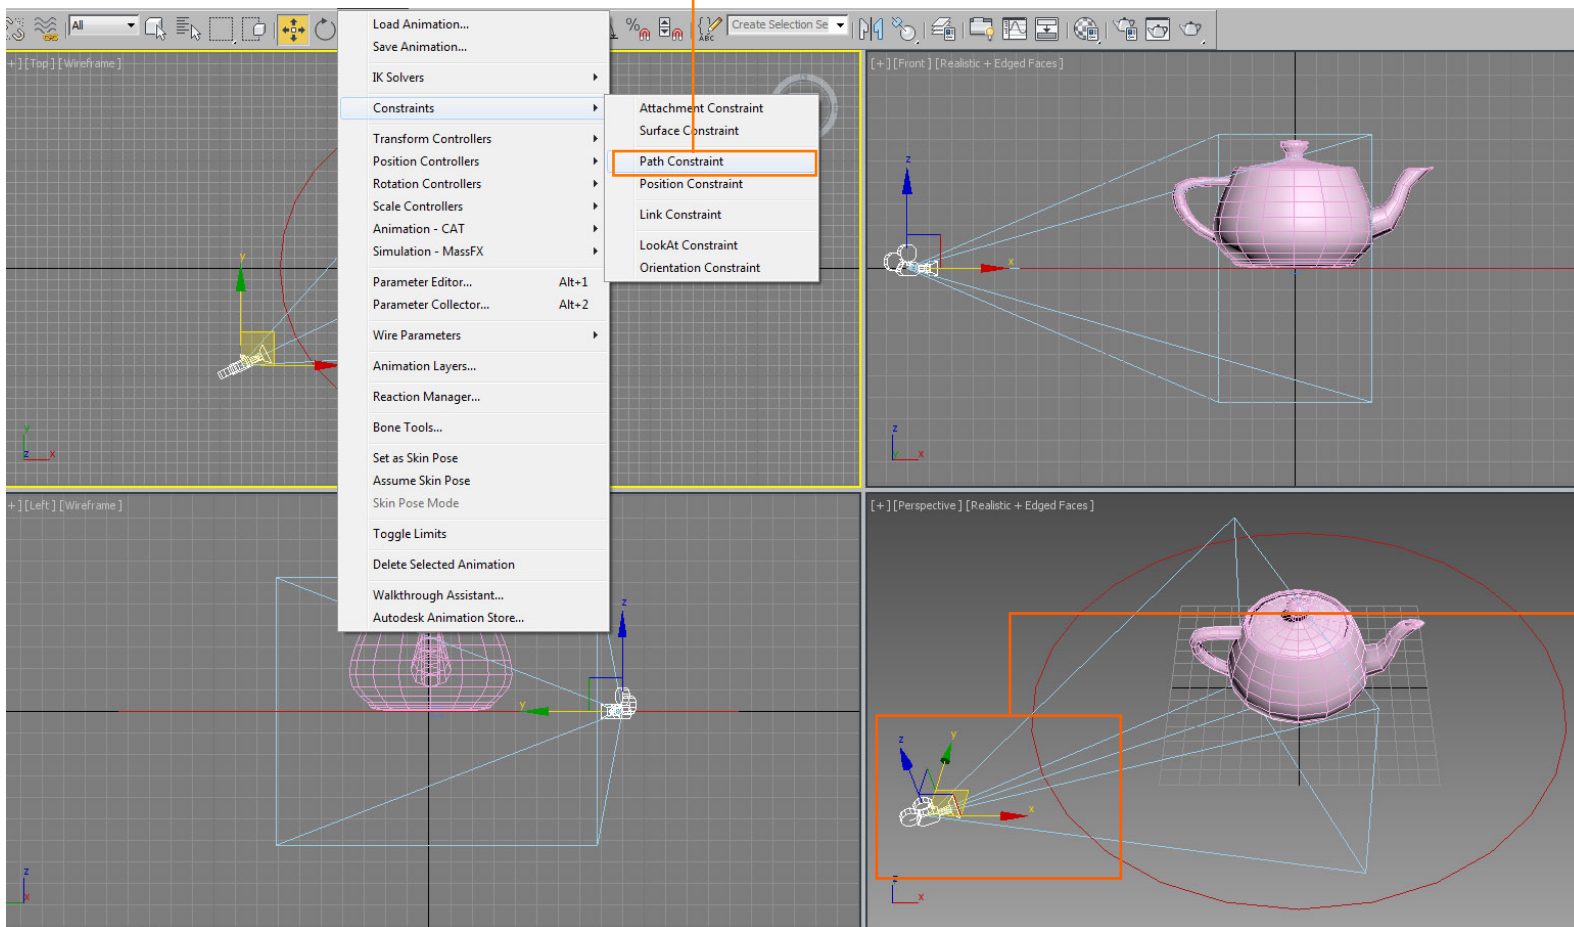 All
%
ABC
Create Selection Se
+ ] [Top ] [Wireframe ]
Load Animation...
Save Animation...
IK Solvers
Constraints
Transform Controllers
Position Controllers
Rotation Controllers
Scale Controllers
Animation - CAT
Simulation - MassFX
Parameter Editor... Alt+1
Parameter Collector... Alt+2
Wire Parameters
Animation Layers...
Reaction Manager...
Bone Tools...
Set as Skin Pose
Assume Skin Pose
Skin Pose Mode
Toggle Limits
Delete Selected Animation
Walkthrough Assistant...
Autodesk Animation Store...
Attachment Constraint
Surface Constraint
Path Constraint
Position Constraint
Link Constraint
LookAt Constraint
Orientation Constraint
y
y
z x
[+ ] [Front ] [Realistic + Edged Faces ]
z
x
z
y x
+ ] [Left ] [Wireframe ]
z
y
z
x
[+ ] [Perspective ] [Realistic + Edged Faces ]
z
y
x
z
x